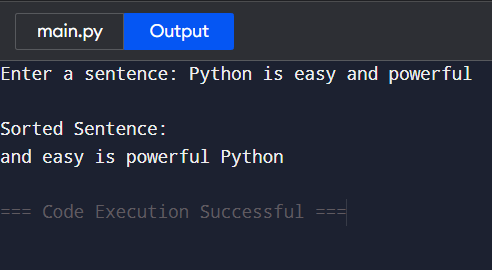 main.py Output
Enter a sentence: Python is easy and powerful
Sorted Sentence:
and easy is powerful Python
=== Code Execution Successful ===